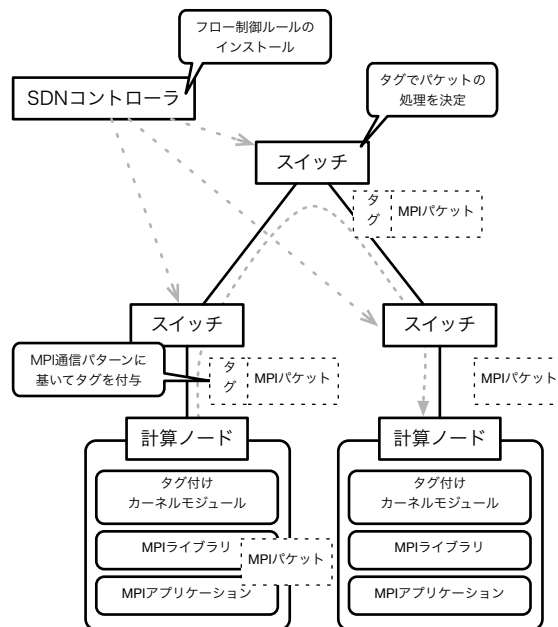 フロー制御ルールの
インストール
SDNコントローラ
タグでパケットの
処理を決定
スイッチ
タ
グ
MPIパケット
スイッチ
スイッチ
MPI通信パターンに
基いてタグを付与
タ
グ
MPIパケット
MPIパケット
計算ノード
計算ノード
タグ付け
カーネルモジュール
タグ付け
カーネルモジュール
MPIライブラリ
MPIパケット
MPIライブラリ
MPIアプリケーション
MPIアプリケーション